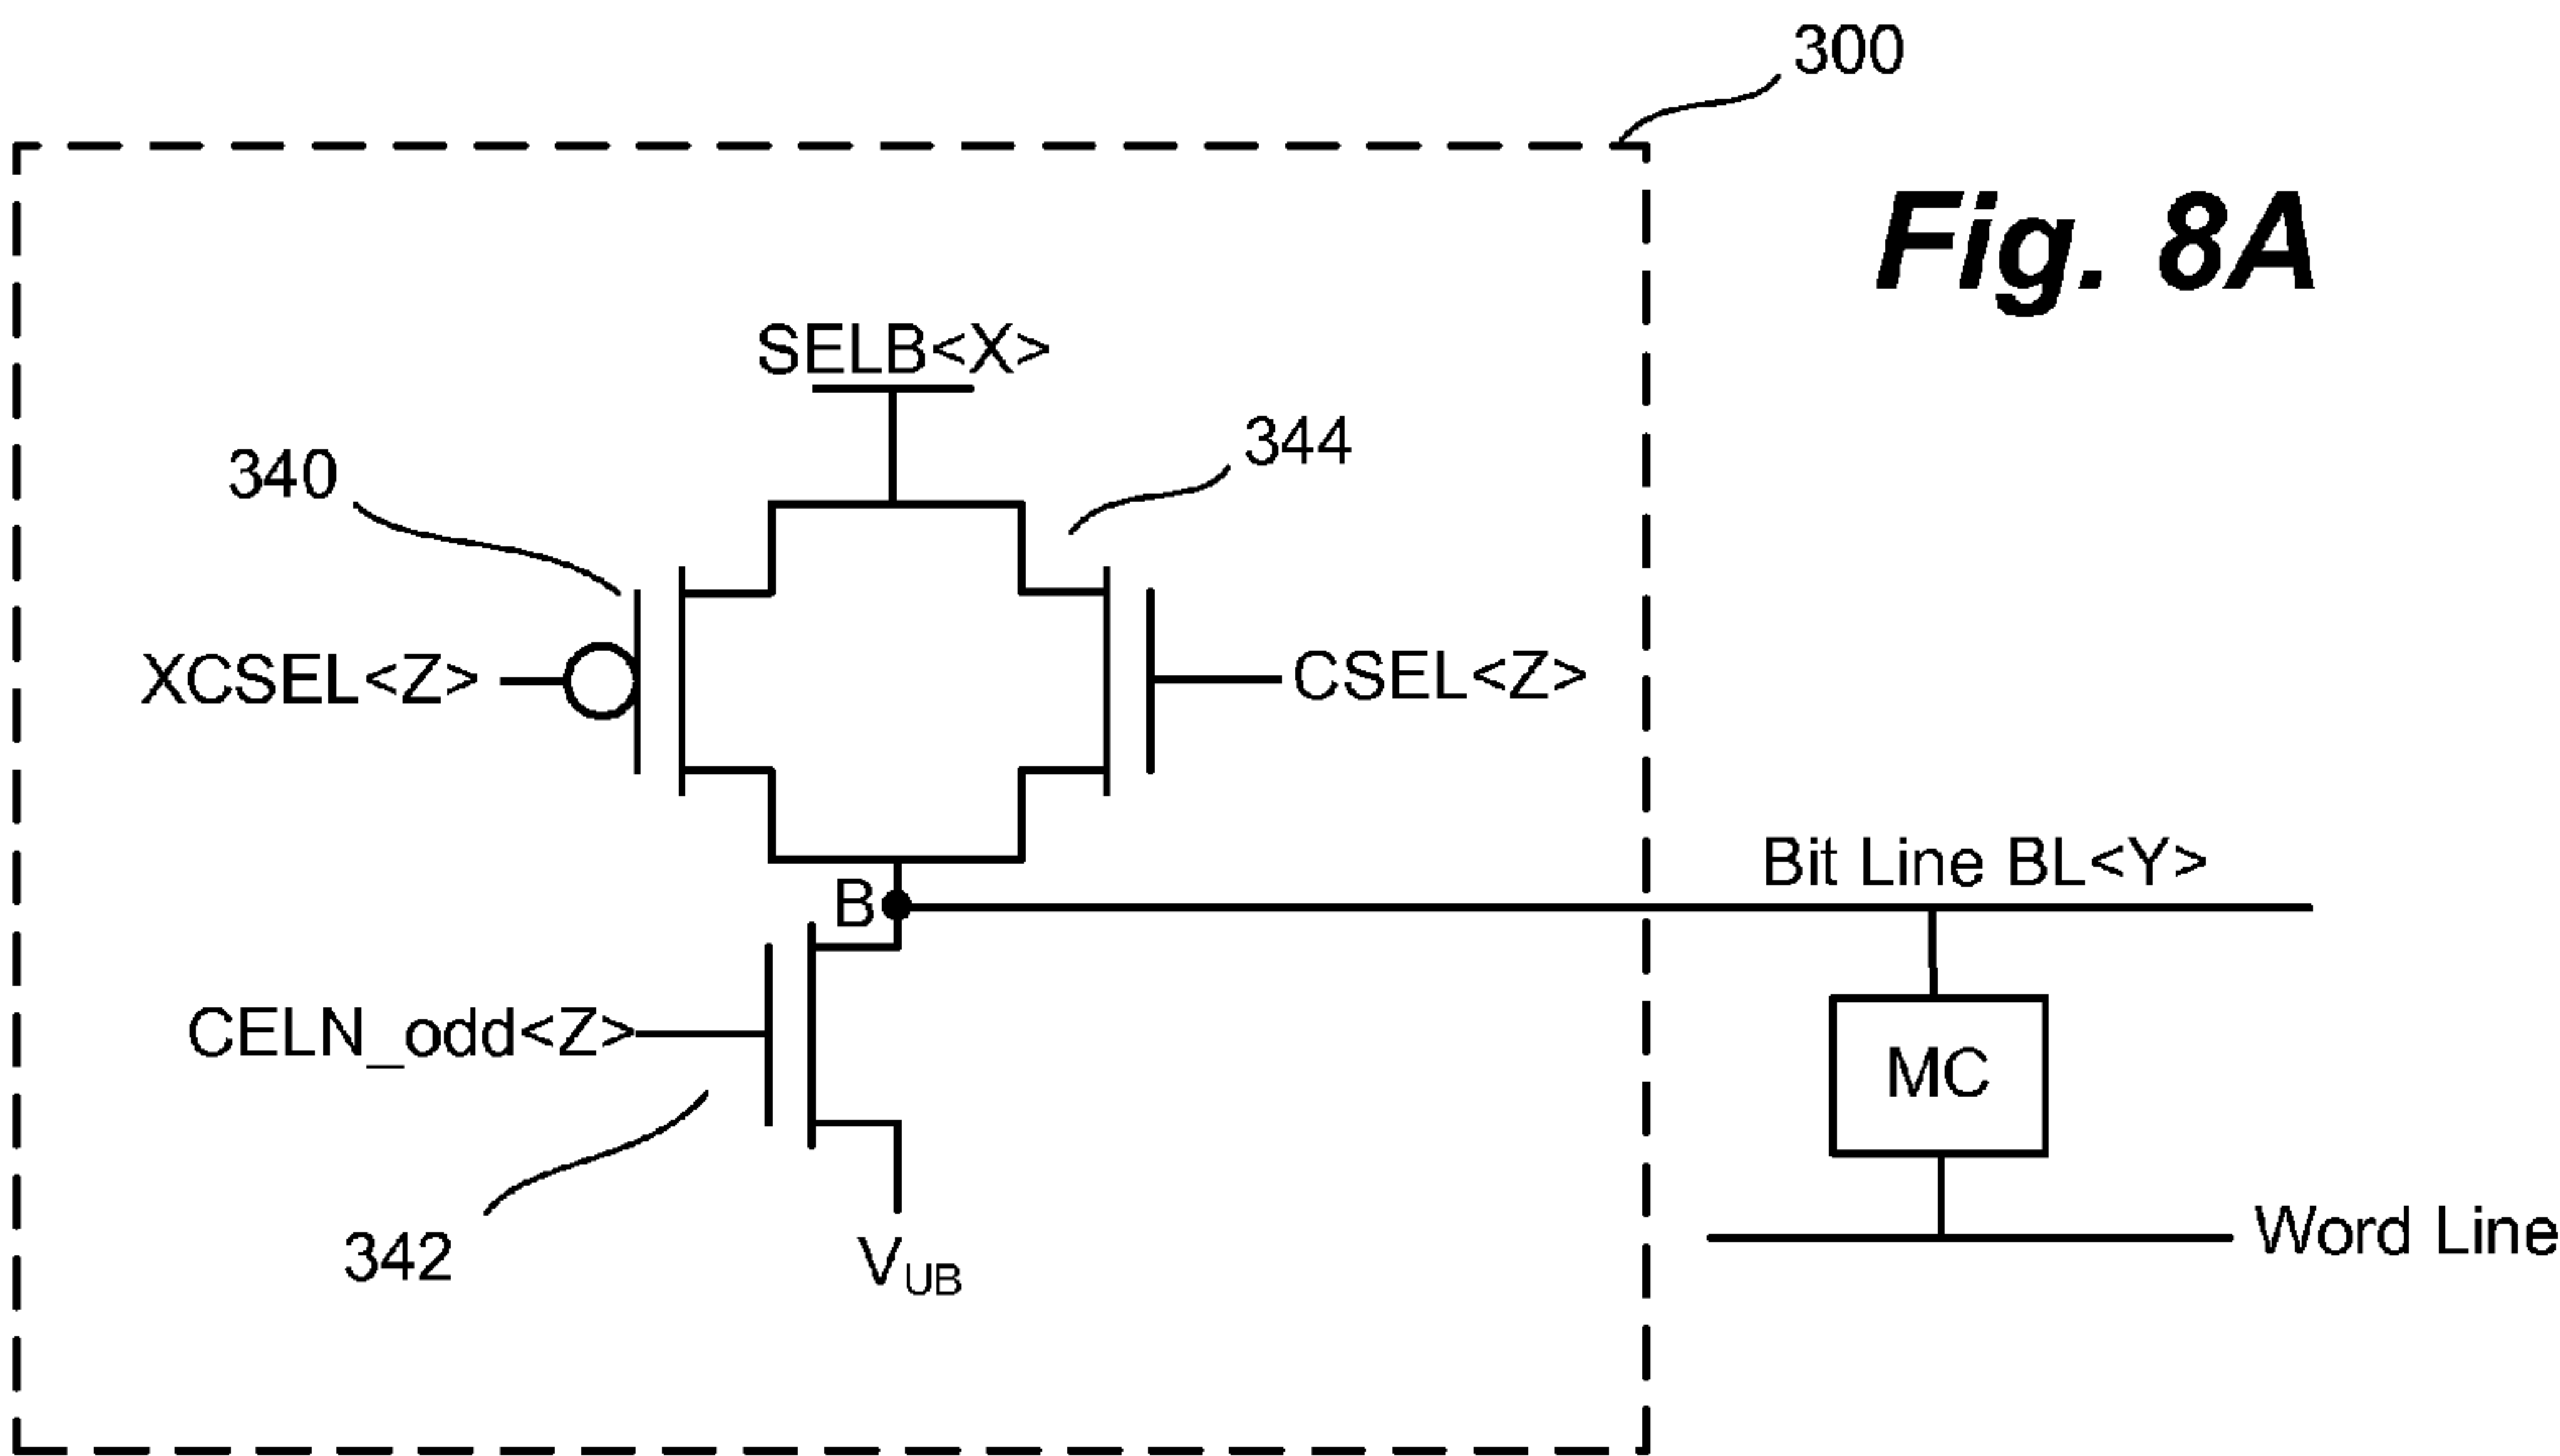 300
Fig. 8A
SELB<X>
344
340
XCSEL<Z>
CSEL<Z>
Bit Line BL<Y>
B
CELN_odd<Z>
MC
342
VUB
Word Line